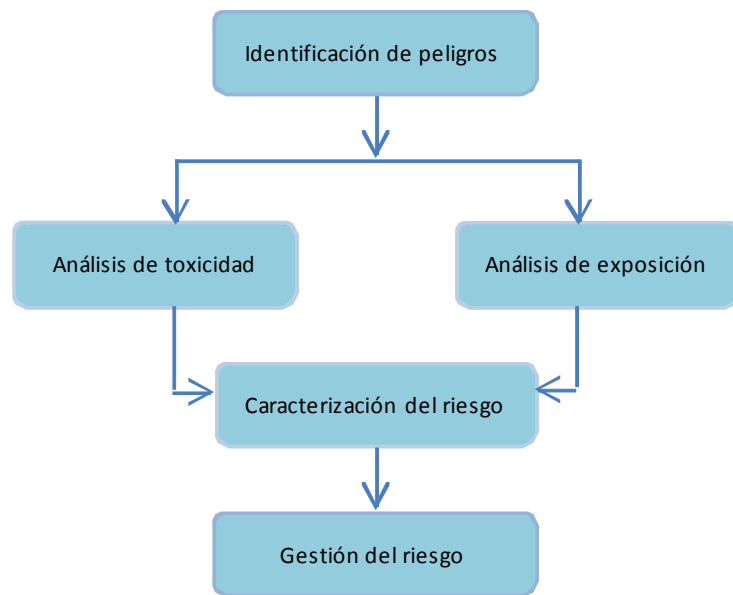 Identificación de peligros
Análisis de toxicidad
Análisis de exposición
Caracterización del riesgo
Gestión del riesgo